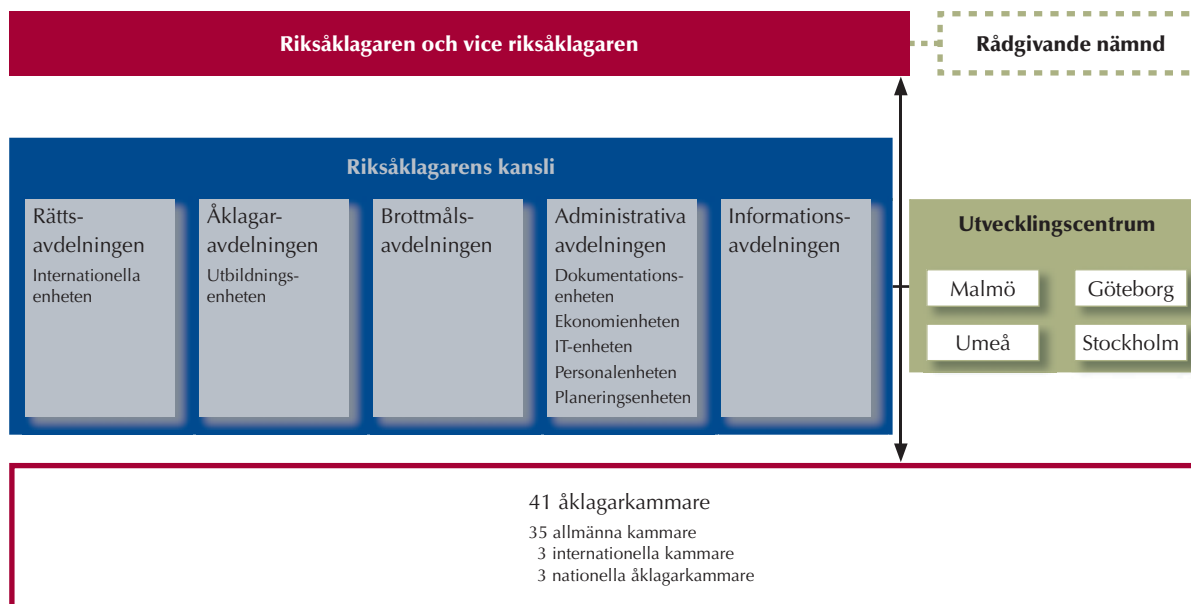 Riksåklagaren och vice riksåklagaren
Rådgivande nämnd
Riksåklagarens kansli
Rätts-
avdelningen
Internationella
enheten
Åklagar-
avdelningen
Utbildnings-
enheten
Brottmåls-
avdelningen
Administrativa
avdelningen
Dokumentations-
enheten
Ekonomienheten
IT-enheten
Personalenheten
Planeringsenheten
Informations-
avdelningen
Utvecklingscentrum
Malmö
Göteborg
Umeå
Stockholm
41 åklagarkammare
35 allmänna kammare
3 internationella kammare
3 nationella åklagarkammare